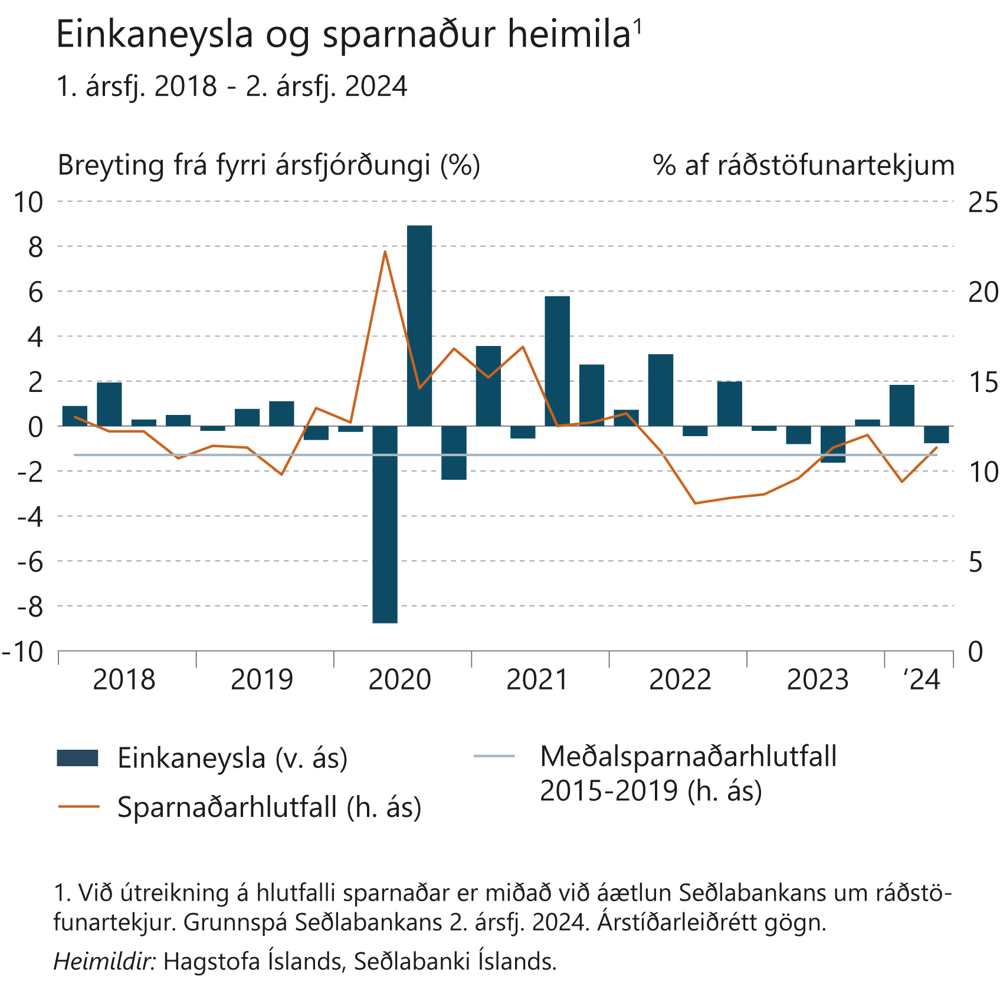 Einkaneysla og sparnaður heimila¹
1. ársfj. 2018 - 2. ársfj. 2024
Breyting frá fyrri ársfjórðungi (%)
% af ráðstöfunartekjum
10
8
6
4
2
0
-2
-4
-6
-8
-10
25
20
15
10
5
0
2018 2019 2020 2021 2022 2023 ‘24
Einkaneysla (v. ás)
Sparnaðarhlutfall (h. ás)
Meðalsparnaðarhlutfall
2015-2019 (h. ás)
1. Við útreikning á hlutfalli sparnaðar er miðað við áætlun Seðlabankans um ráðstö-
funartekjur. Grunnspá Seðlabankans 2. ársfj. 2024. Árstíðarleiðrétt gögn.
Heimildir: Hagstofa Íslands, Seðlabanki Íslands.